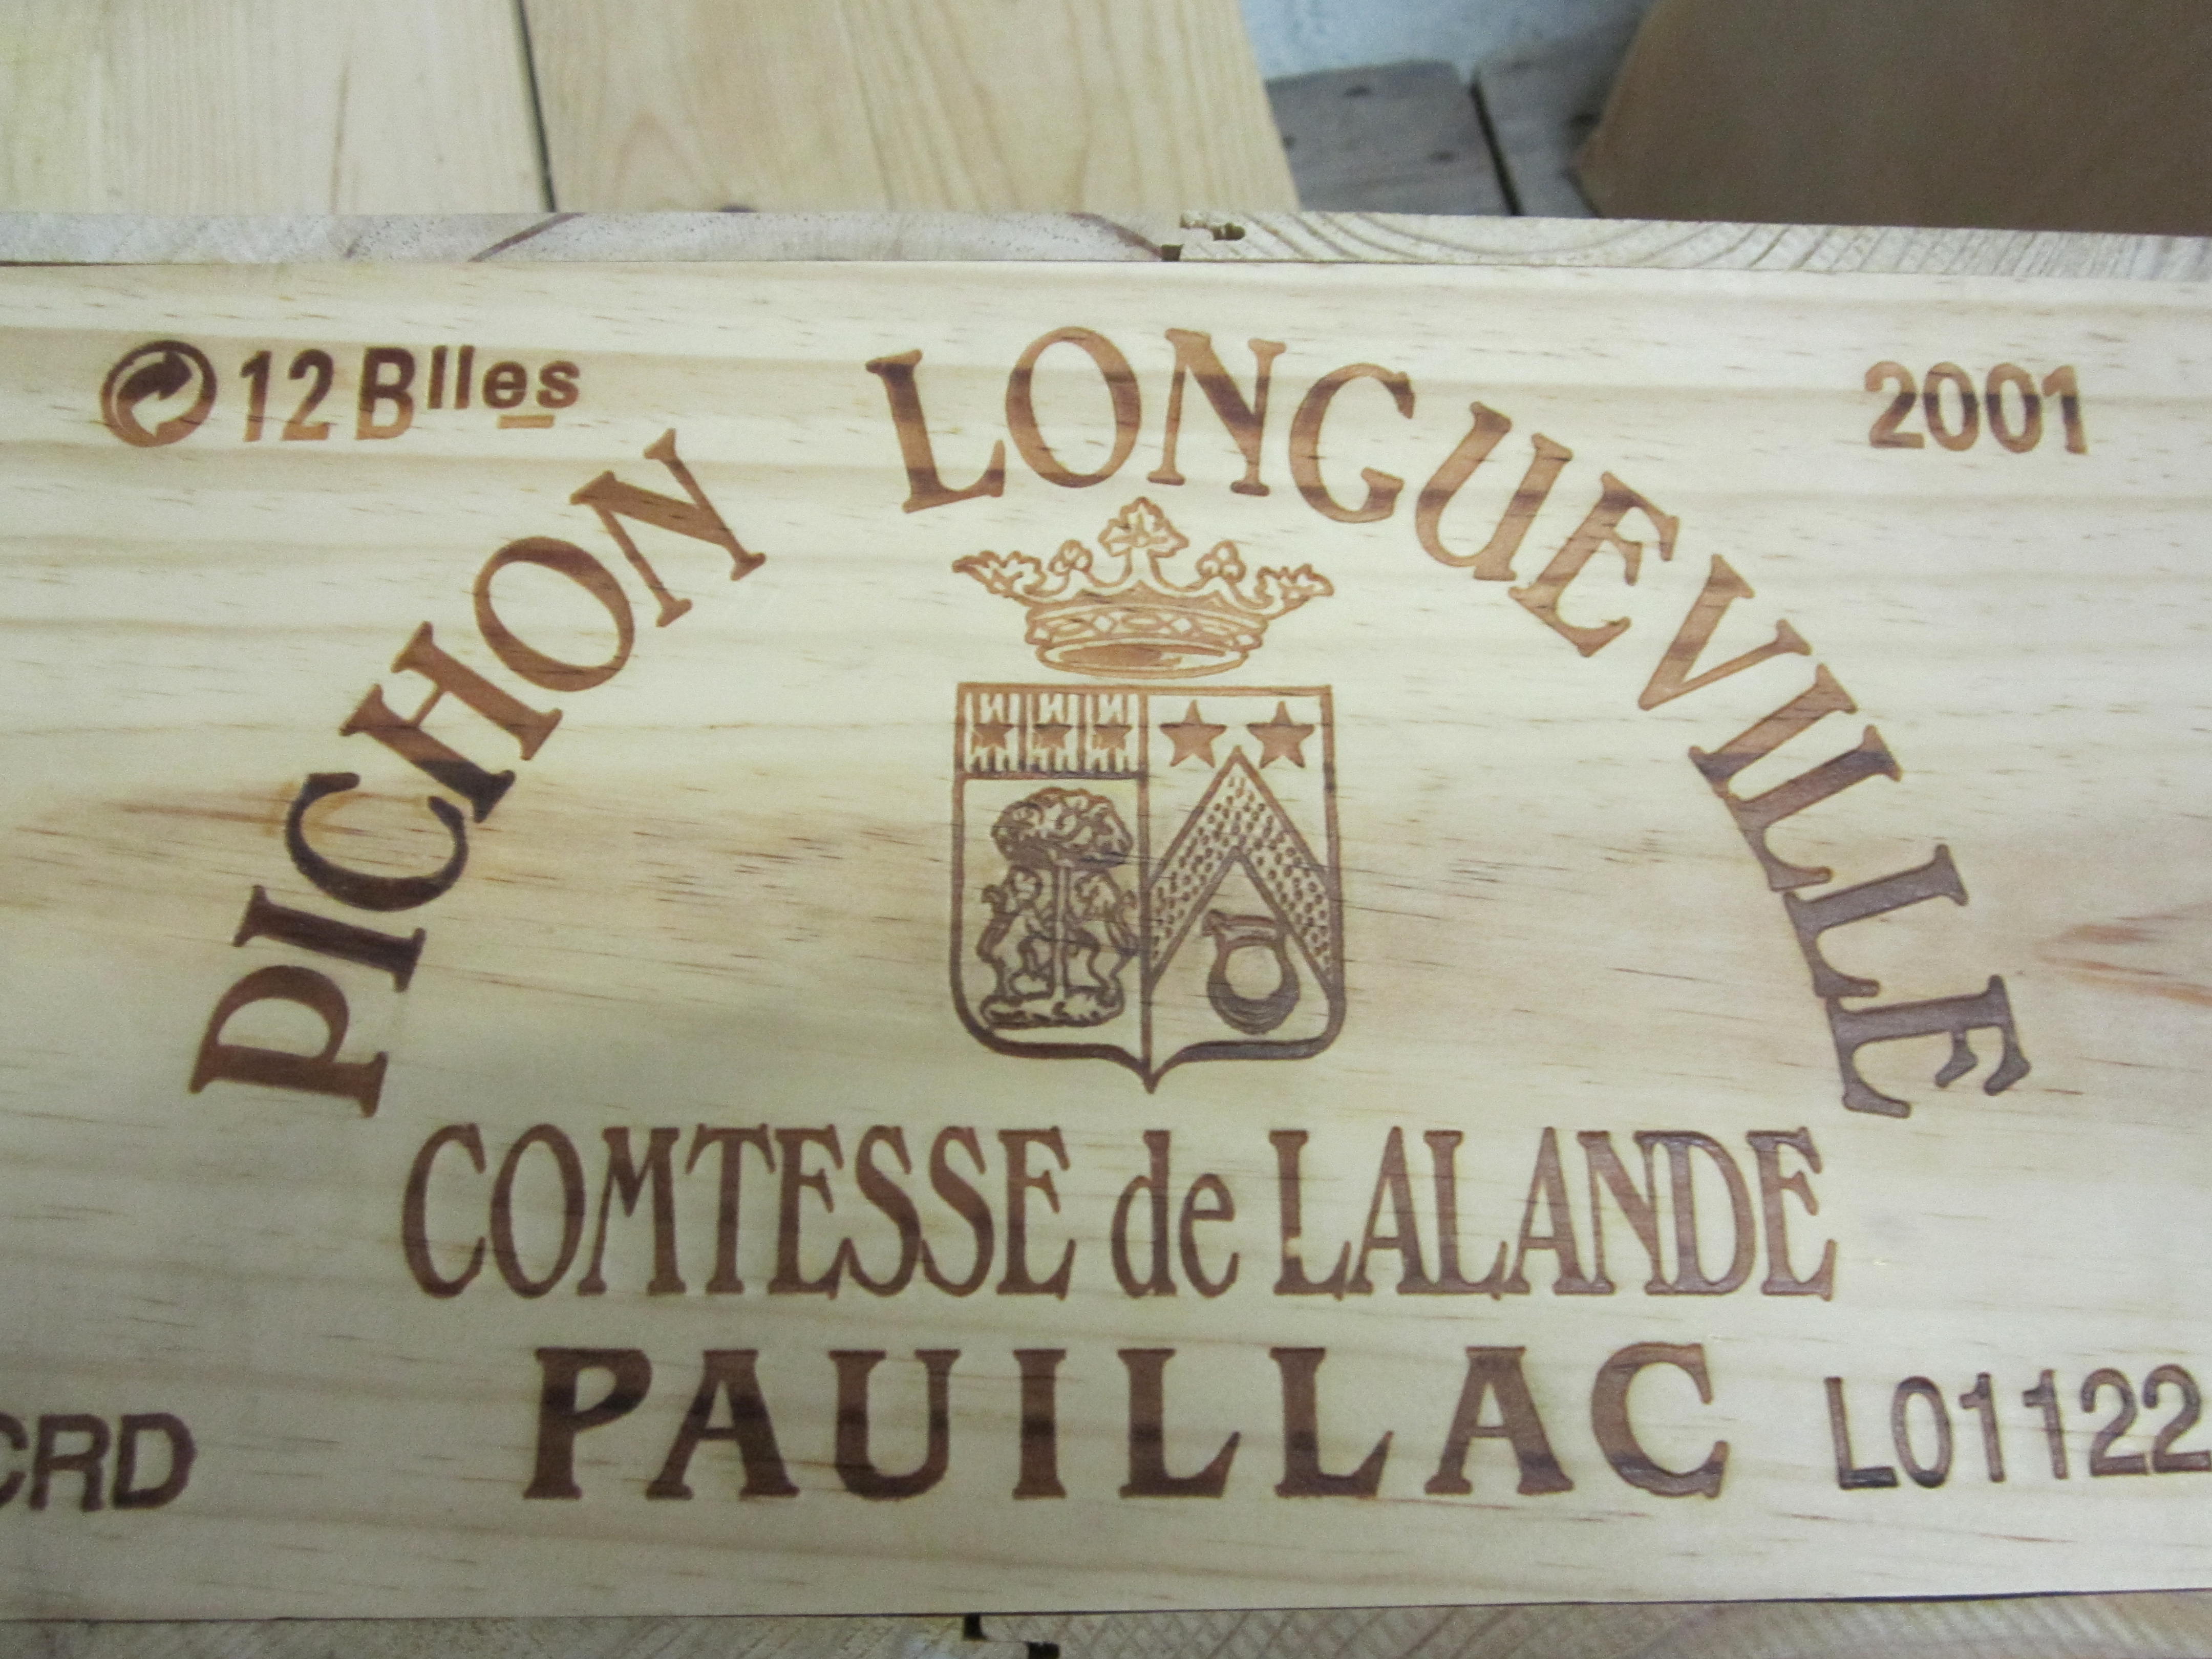 12 Blles
2001
PICHON LONGUEVILLE
COMTESSE de LALANDE
PAUILLAC
CRD
L01122